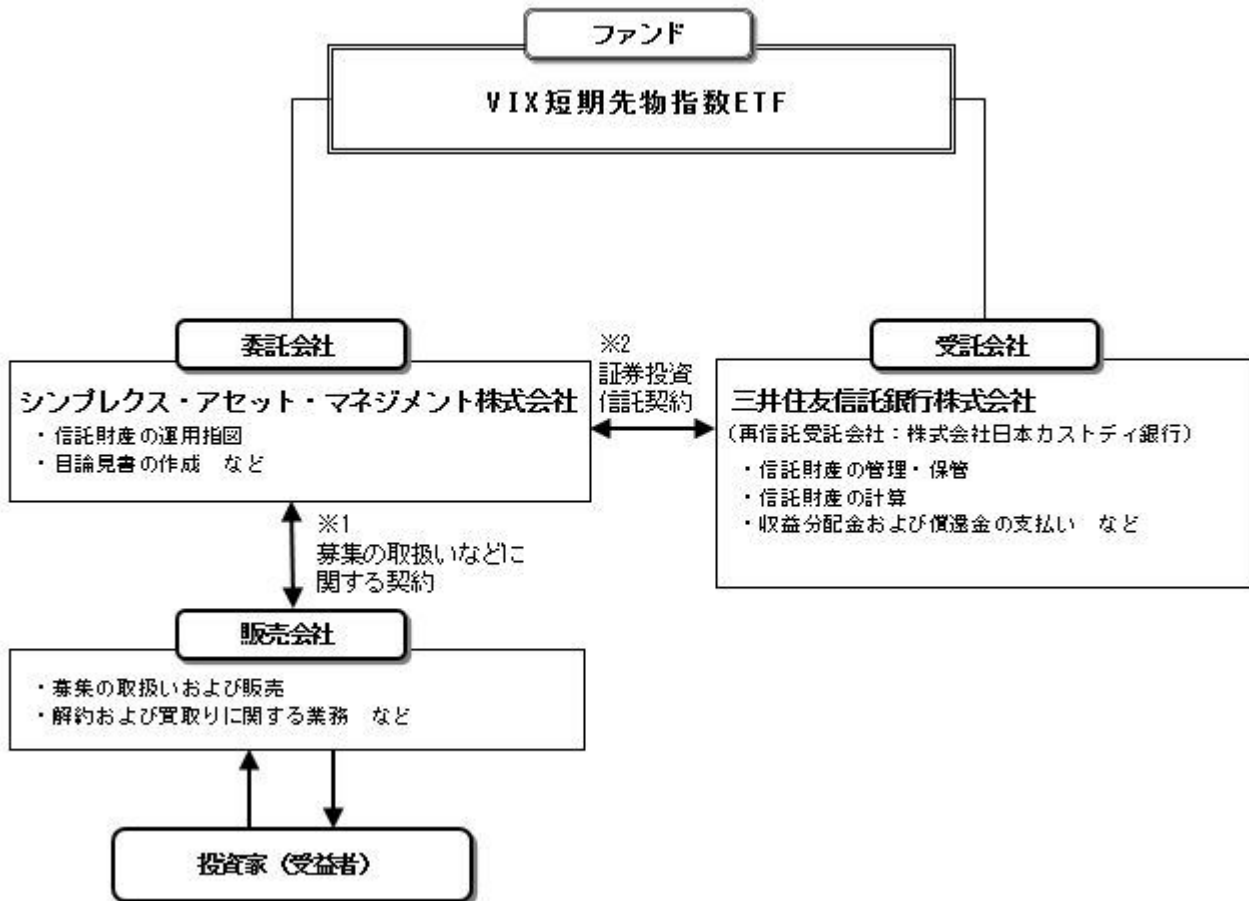 ファンド
VIX短期先物指数ETF
委託会社
シンプレクス・アセット・マネジメント株式会社
・信託財産の運用指図
・目論見書の作成　など
※2
証券投資
信託契約
受託会社
三井住友信託銀行株式会社
（再信託受託会社：株式会社日本カストディ銀行）
・信託財産の管理・保管
・信託財産の計算
・収益分配金および償還金の支払い　など
※1
募集の取扱いなどに
関する契約
販売会社
・募集の取扱いおよび販売
・解約および買取りに関する業務　など
投資家（受益者）